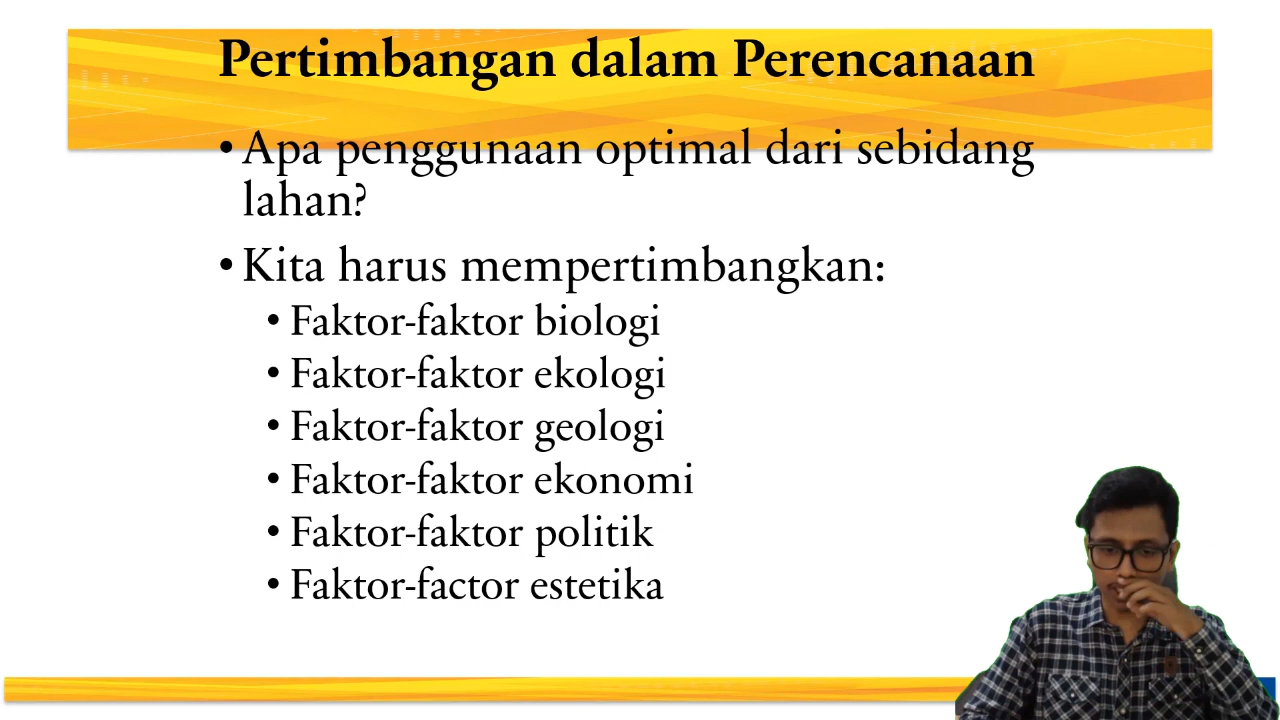 Pertimbangan dalam Perencanaan
• Apa penggunaan optimal dari sebidang
lahan?
• Kita harus mempertimbangkan:
• Faktor-faktor biologi
• Faktor-faktor ekologi
• Faktor-faktor geologi
• Faktor-faktor ekonomi
• Faktor-faktor politik
• Faktor-factor estetika